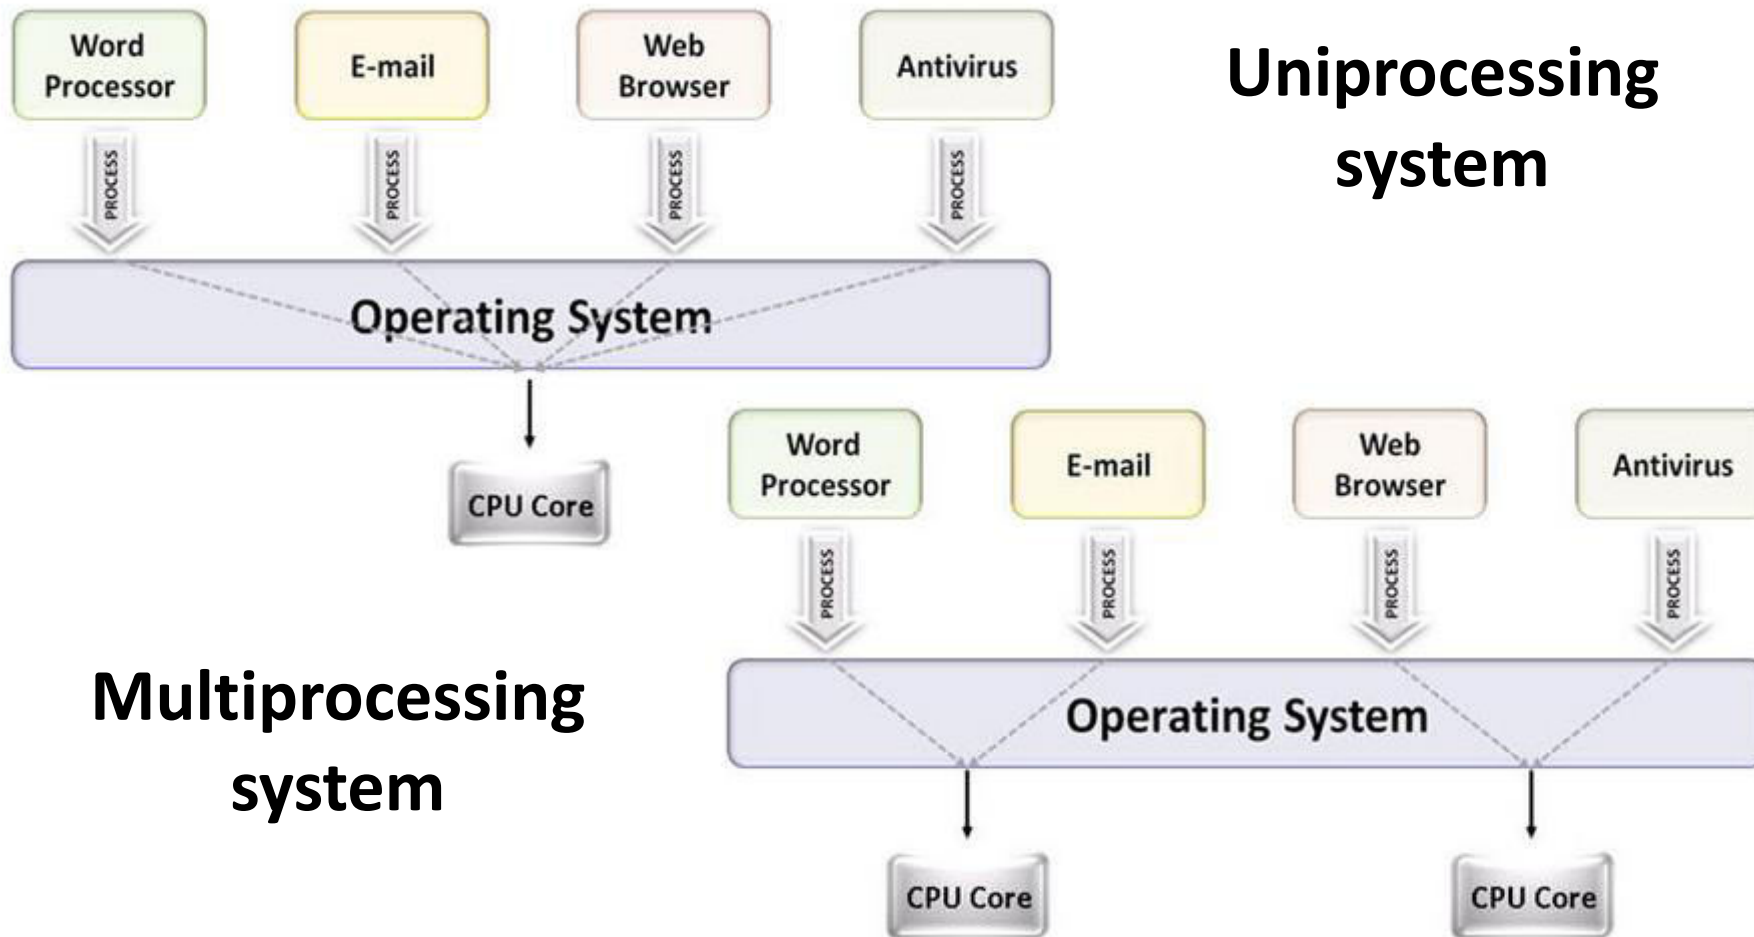 Word
Processor
E-mail
Web
Browser
Antivirus
Uniprocessing
system
PROCESS
PROCESS
PROCESS
PROCESS
Operating System
CPU Core
Word
Processor
E-mail
Web
Browser
Antivirus
PROCESS
PROCESS
PROCESS
PROCESS
Multiprocessing
system
Operating System
CPU Core
CPU Core